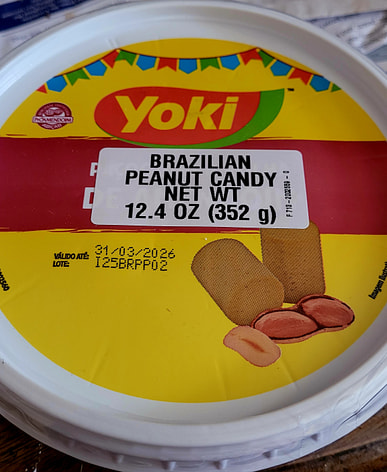 Yoki
BRAZILIAN
PEANUT CANDY
NET WT
12.4 OZ (352 g)
VÁLIDO ATÉ: 31/03/2026
LOTE: I25BRPP02